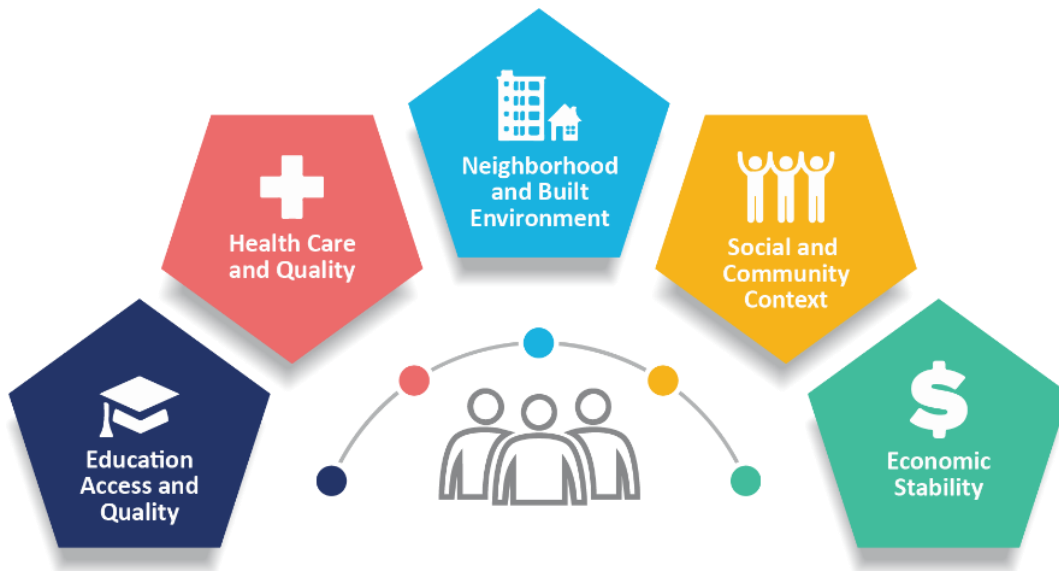 Neighborhood
and Built
Environment
Health Care
and Quality
Social and
Community
Context
Education
Access and
Quality
$
Economic
Stability